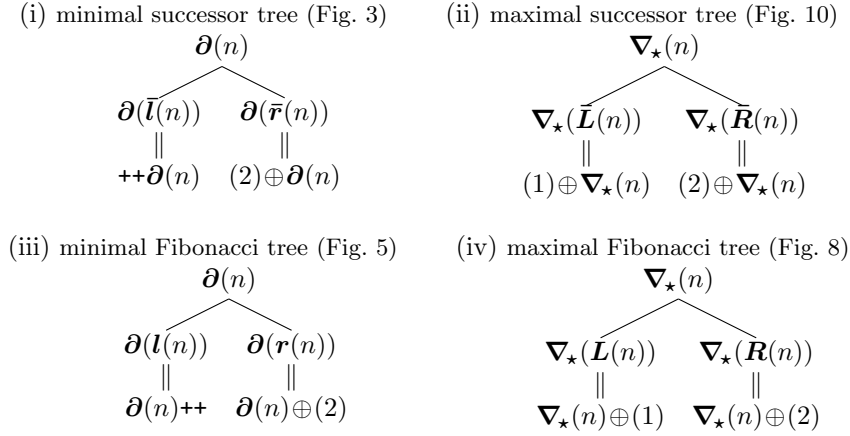 (i) minimal successor tree (Fig. 3) (ii) maximal successor tree (Fig. 10)
∂(n) ∇⋆(n)
∂(l̄(n)) ∂(r̄(n)) ∇⋆(L̄(n)) ∇⋆(R̄(n))
|| || || ||
++∂(n) (2)⊕∂(n) (1)⊕∇⋆(n) (2)⊕∇⋆(n)
(iii) minimal Fibonacci tree (Fig. 5) (iv) maximal Fibonacci tree (Fig. 8)
∂(n) ∇⋆(n)
∂(l(n)) ∂(r(n)) ∇⋆(L(n)) ∇⋆(R(n))
|| || || ||
∂(n)++ ∂(n)⊕(2) ∇⋆(n)⊕(1) ∇⋆(n)⊕(2)